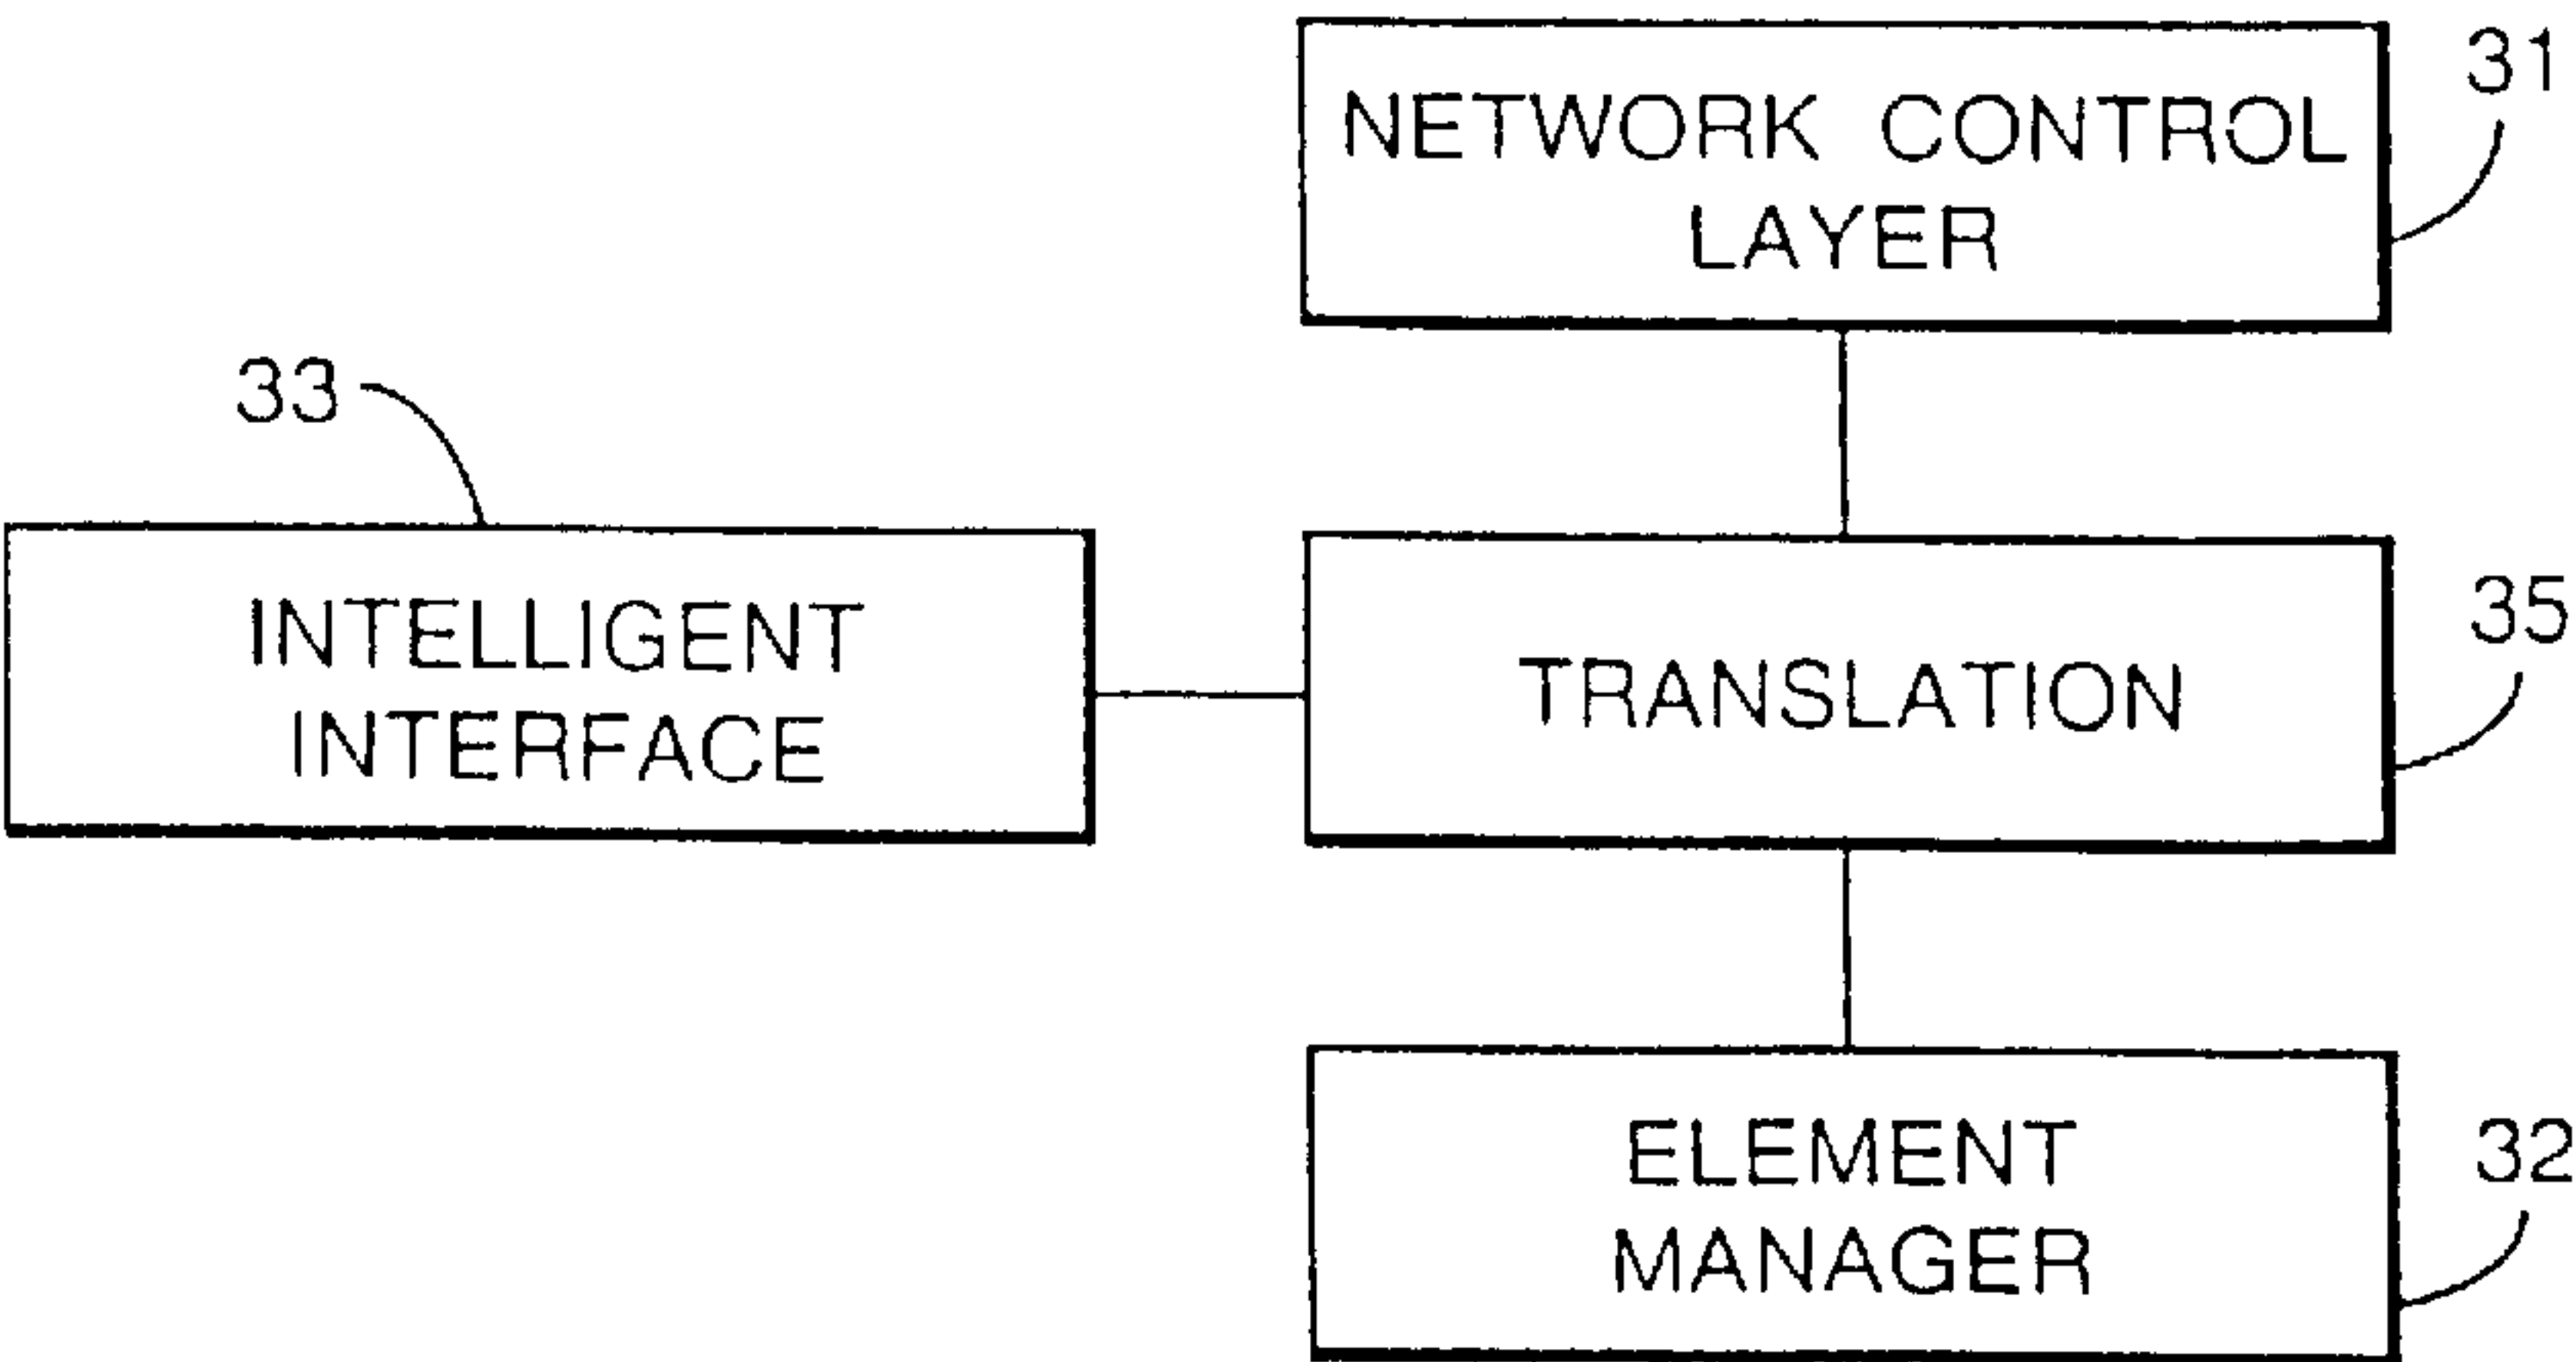 NETWORK CONTROL
LAYER
31
33
INTELLIGENT
INTERFACE
TRANSLATION
35
ELEMENT
MANAGER
32